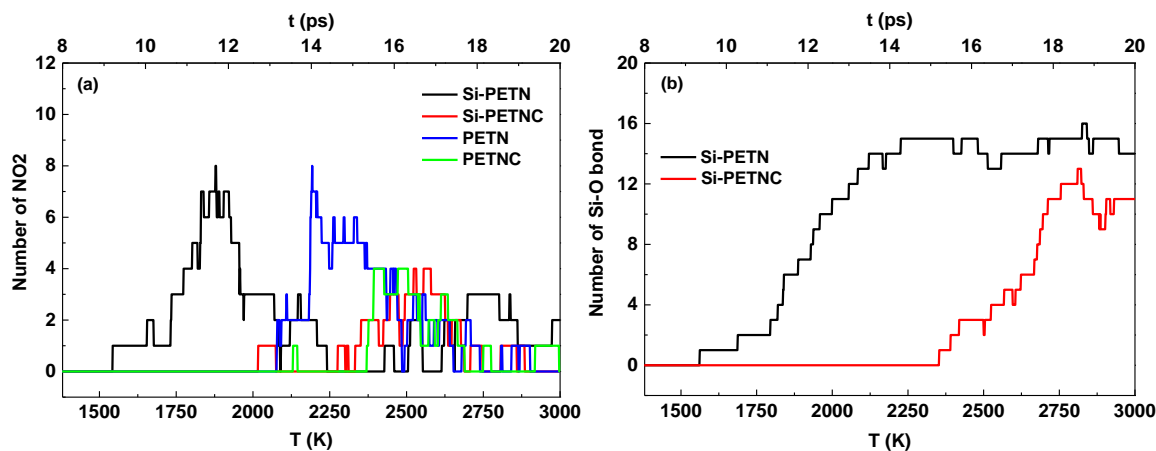 t (ps)
8 10 12 14 16 18 20
(a)
Si-PETN
Si-PETNC
PETN
PETNC
Number of NO2
12
10
8
6
4
2
0
1500 1750 2000 2250 2500 2750 3000
T (K)
t (ps)
8 10 12 14 16 18 20
(b)
Si-PETN
Si-PETNC
Number of Si-O bond
20
16
12
8
4
0
1500 1750 2000 2250 2500 2750 3000
T (K)